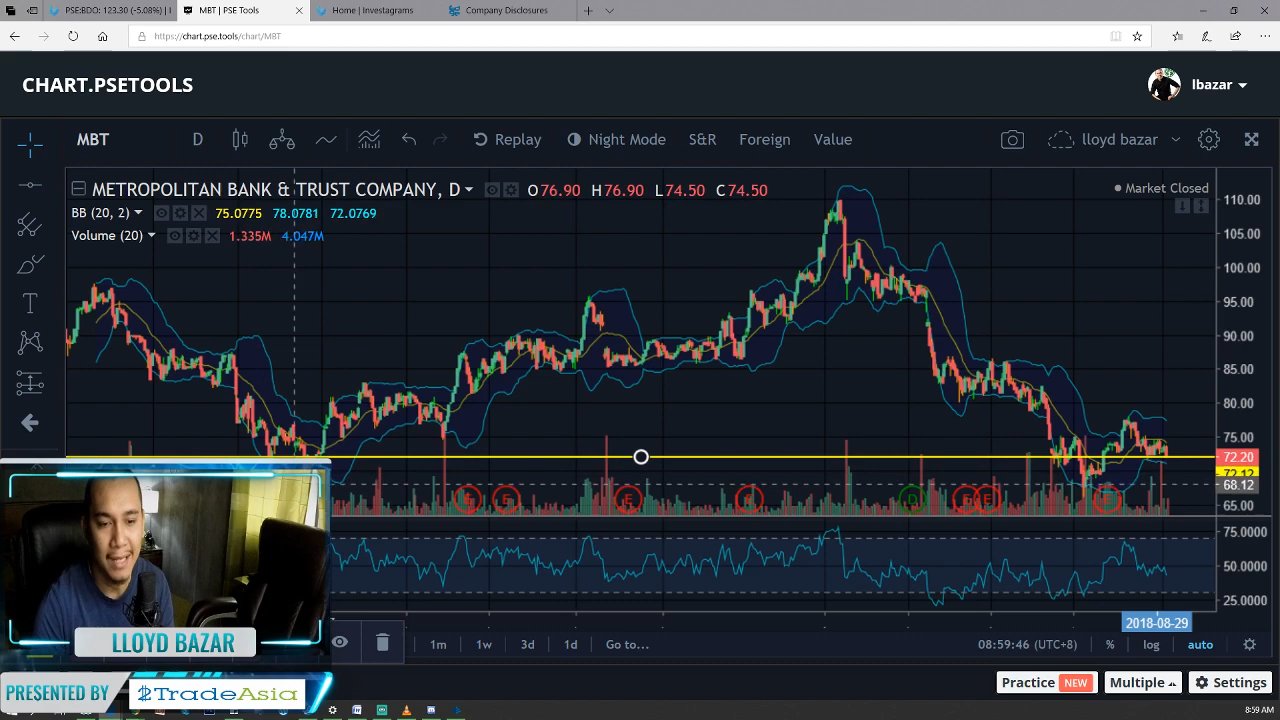 PSE:BDO: 123.30 (-5.08%) |
MBT | PSE Tools
Home | Investagrams
Company Disclosures
https://chart.pse.tools/chart/MBT
CHART.PSETOOLS
lbazar
MBT D Replay Night Mode S&R Foreign Value lloyd bazar
METROPOLITAN BANK & TRUST COMPANY, D O76.90 H76.90 L74.50 C74.50
Market Closed
BB (20, 2) 75.0775 78.0781 72.0769
Volume (20) 1.335M 4.047M
110.00
105.00
100.00
95.00
90.00
85.00
80.00
75.00
72.20
72.12
68.12
65.00
E E E D E E E
75.0000
50.0000
25.0000
2018-08-29
LLOYD BAZAR
1m 1w 3d 1d Go to... 08:59:46 (UTC+8) % log auto
PRESENTED BY TradeAsia
Practice NEW Multiple Settings
8:59 AM